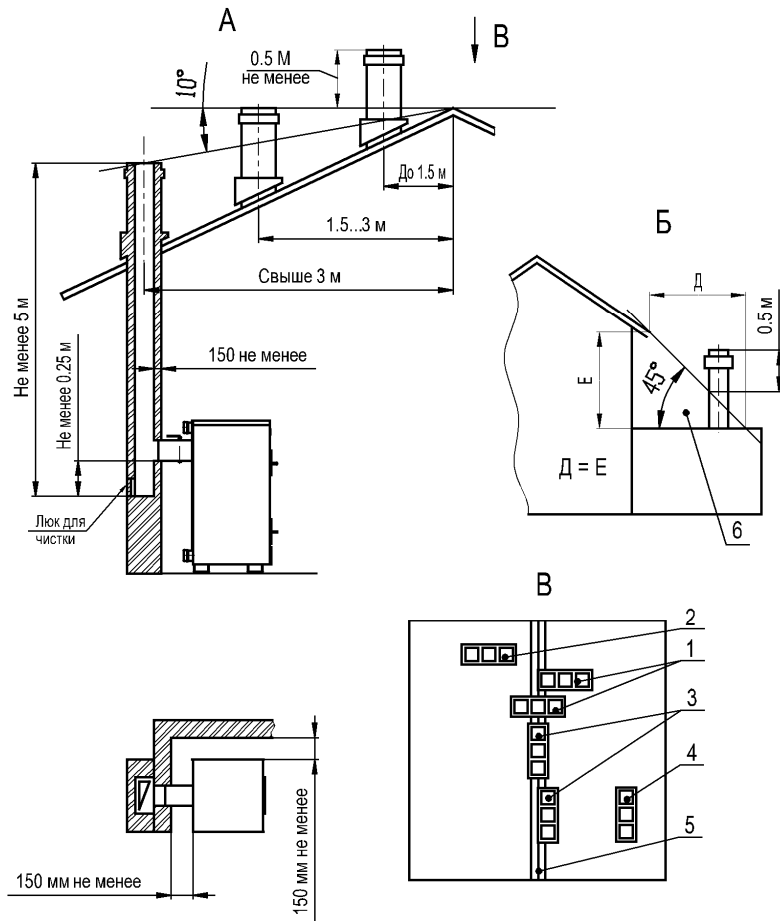 А
В
0.5 М
не менее
10°
До 1.5 м
1.5...3 м
Свыше 3 м
Не менее 5 м
Не менее 0.25 м
150 не менее
Люк для
чистки
Б
Д
0.5 м
Е
45°
Д = Е
6
В
2
1
3
4
5
150 мм не менее
150 мм не менее